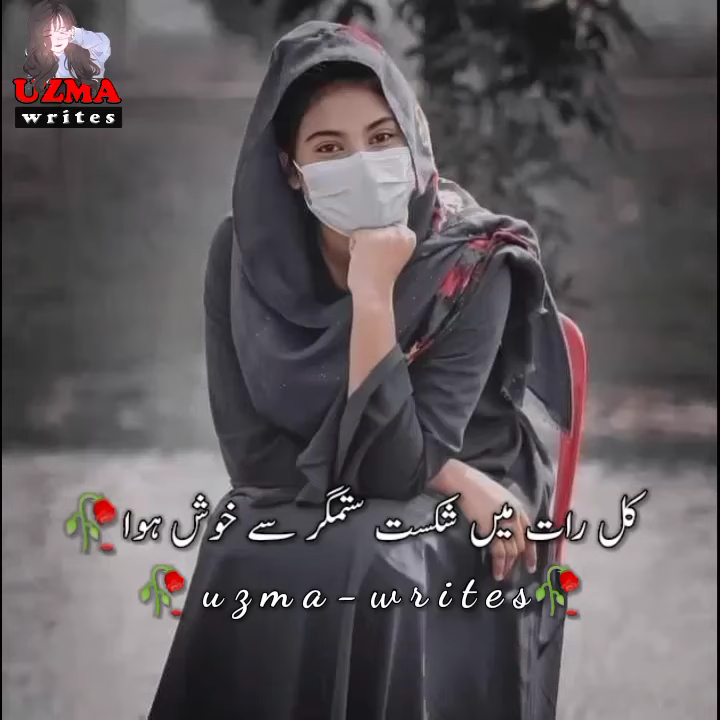 UZMA
writes
کل رات میں شکست ستمگر سے خوش ہوا
uzma-writes